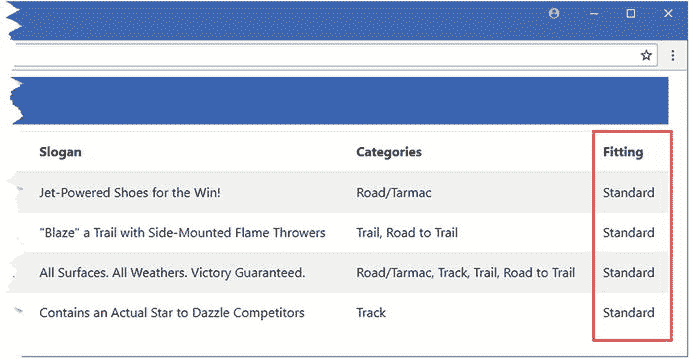 Slogan Categories Fitting
Jet-Powered Shoes for the Win! Road/Tarmac Standard
"Blaze" a Trail with Side-Mounted Flame Throwers Trail, Road to Trail Standard
All Surfaces. All Weathers. Victory Guaranteed. Road/Tarmac, Track, Trail, Road to Trail Standard
Contains an Actual Star to Dazzle Competitors Track Standard